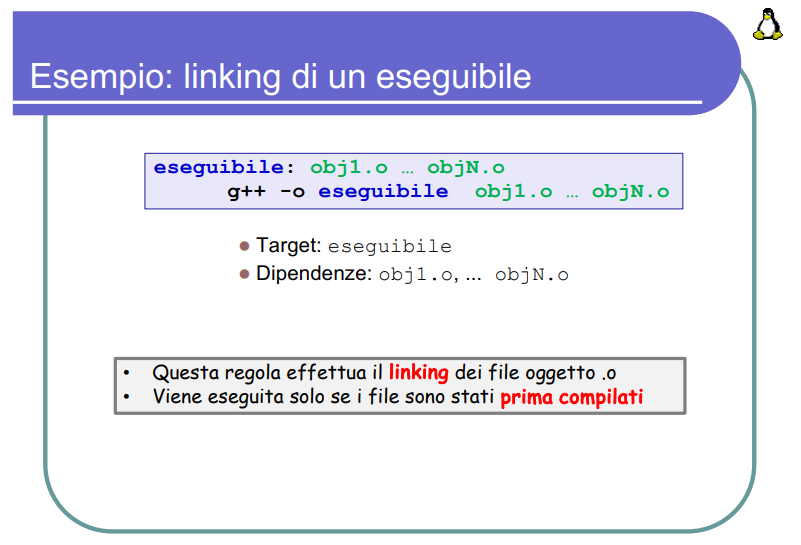 Esempio: linking di un eseguibile
eseguibile: obj1.o … objN.o
g++ -o eseguibile obj1.o … objN.o
● Target: eseguibile
● Dipendenze: obj1.o, ... objN.o
• Questa regola effettua il linking dei file oggetto .o
• Viene eseguita solo se i file sono stati prima compilati